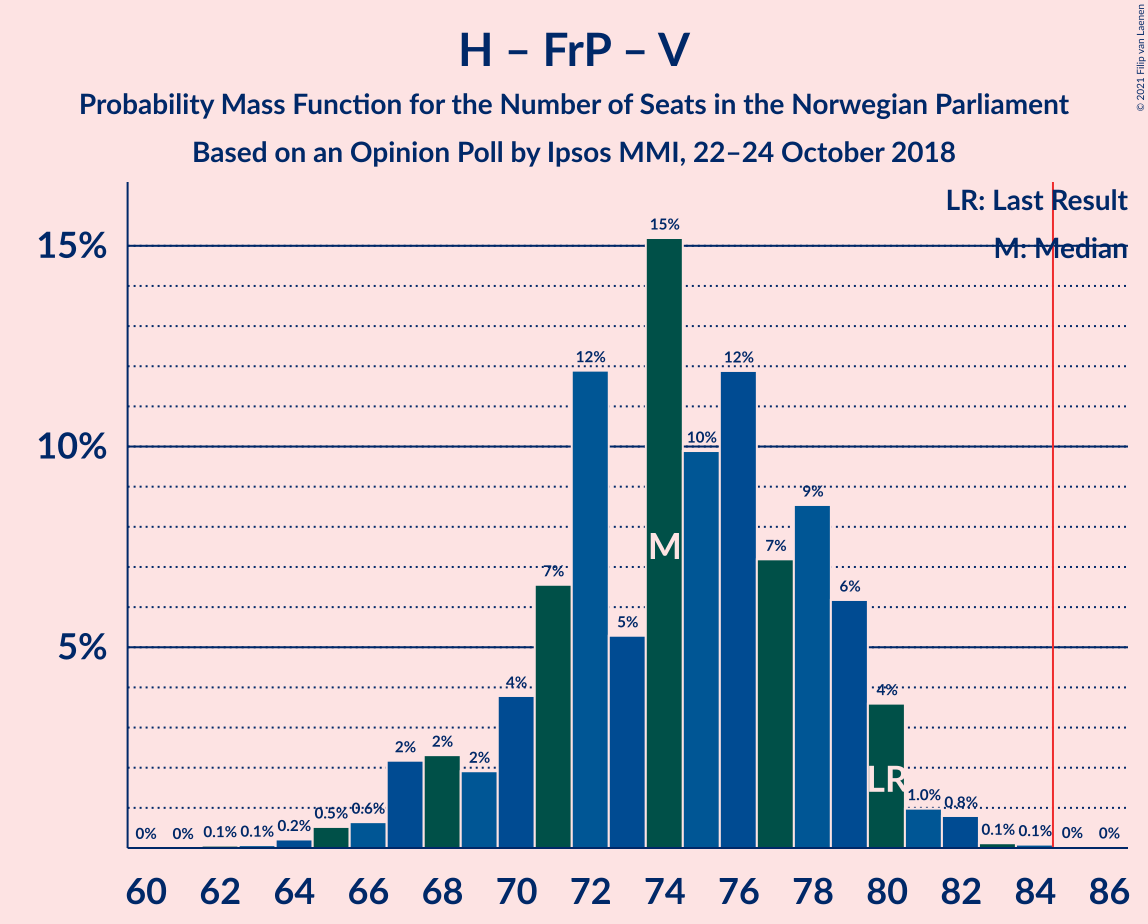 H – FrP – V
Probability Mass Function for the Number of Seats in the Norwegian Parliament
Based on an Opinion Poll by Ipsos MMI, 22–24 October 2018
© 2021 Filip van Laenen
LR: Last Result
M: Median
15%
10%
5%
0% 0% 0.1% 0.1% 0.2% 0.5% 0.6% 2% 2% 2% 4% 7% 12% 5% 15% 10% 12% 7% 9% 6% 4% 1.0% 0.8% 0.1% 0.1% 0% 0%
M
LR
60 62 64 66 68 70 72 74 76 78 80 82 84 86